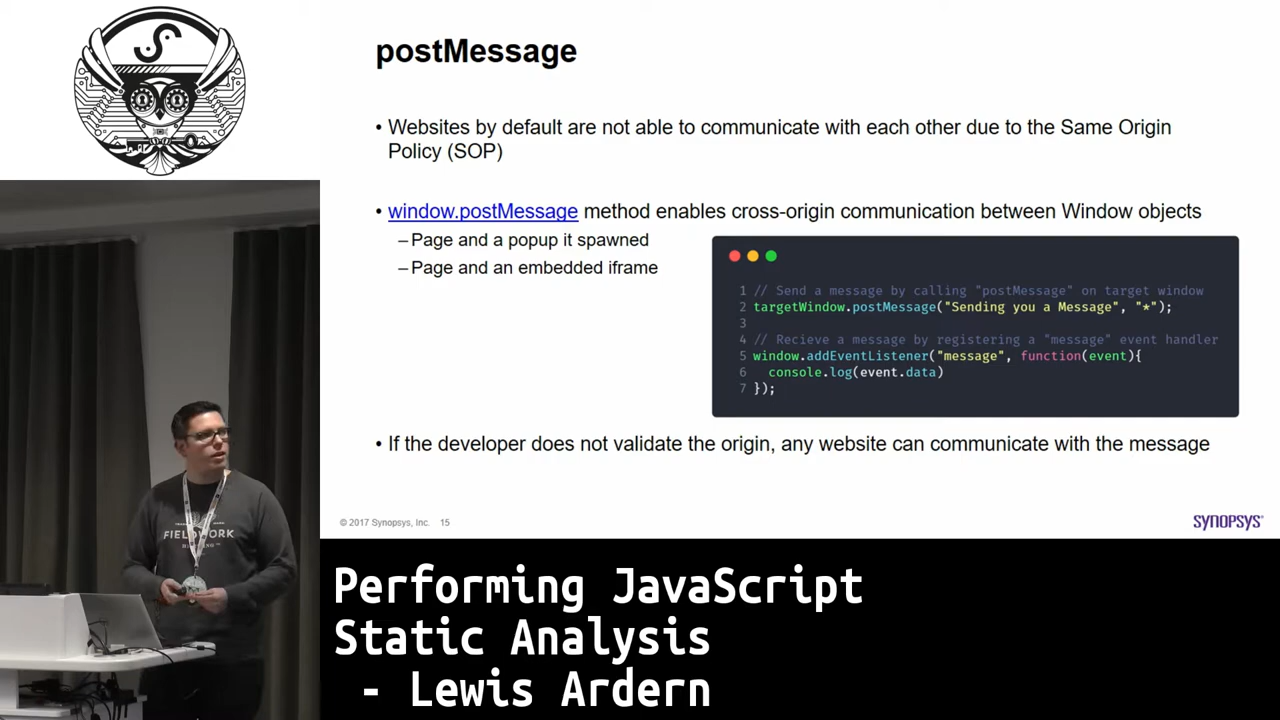 postMessage
• Websites by default are not able to communicate with each other due to the Same Origin
Policy (SOP)
• window.postMessage method enables cross-origin communication between Window objects
–Page and a popup it spawned
–Page and an embedded iframe
1 // Send a message by calling "postMessage" on target window
2 targetWindow.postMessage("Sending you a Message", "*");
3
4 // Recieve a message by registering a "message" event handler
5 window.addEventListener("message", function(event){
6 console.log(event.data)
7 });
• If the developer does not validate the origin, any website can communicate with the message
© 2017 Synopsys, Inc. 15
SYNOPSYS®
FIELDWORK
Performing JavaScript
Static Analysis
- Lewis Ardern